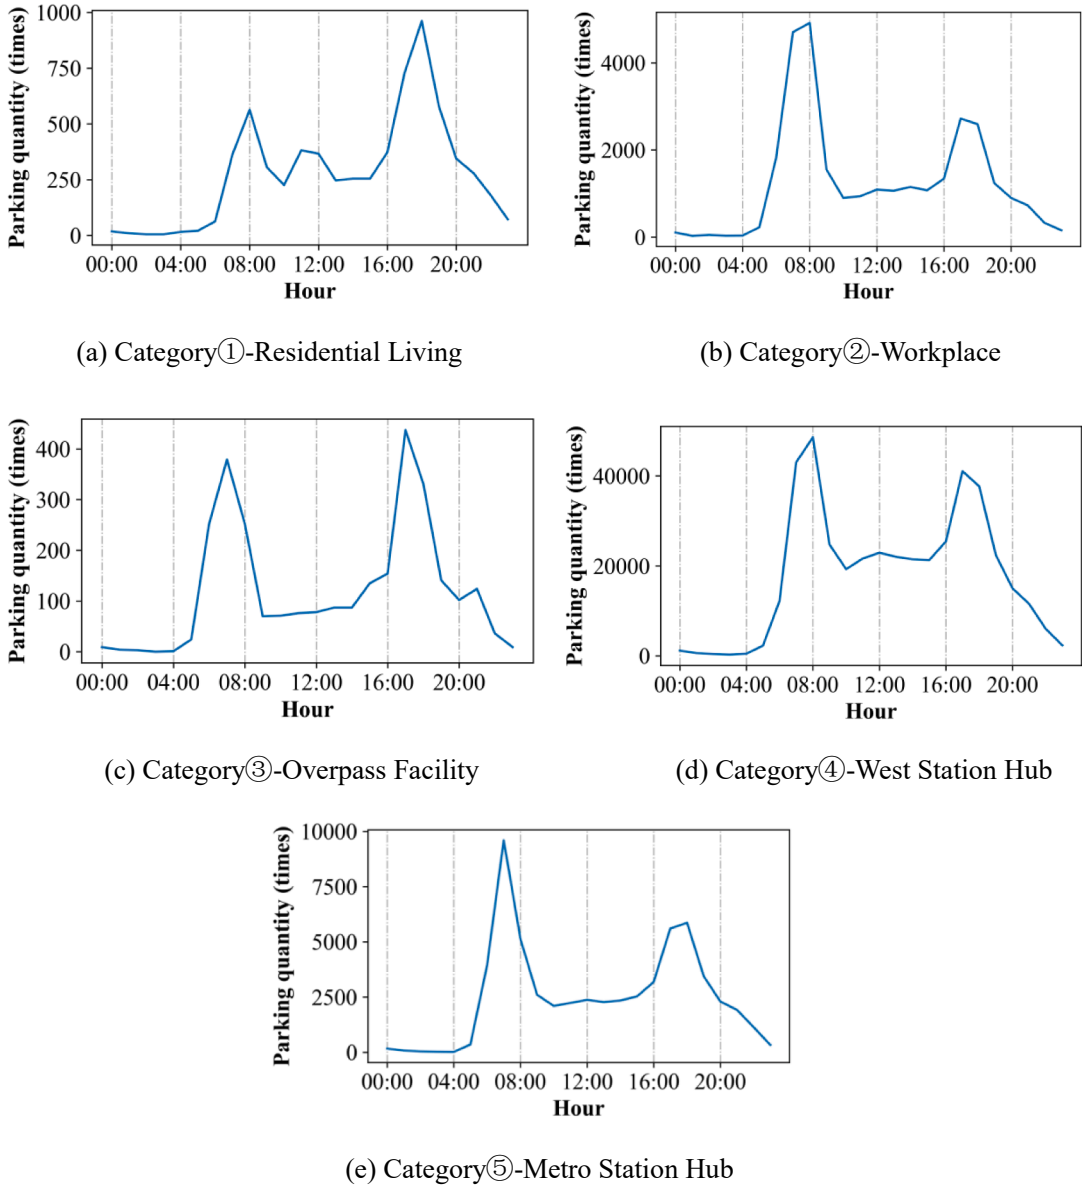 Parking quantity (times)
1000
750
500
250
0
00:00 04:00 08:00 12:00 16:00 20:00
Hour
(a) Category①-Residential Living
Parking quantity (times)
4000
2000
0
00:00 04:00 08:00 12:00 16:00 20:00
Hour
(b) Category②-Workplace
Parking quantity (times)
400
300
200
100
0
00:00 04:00 08:00 12:00 16:00 20:00
Hour
(c) Category③-Overpass Facility
Parking quantity (times)
40000
20000
0
00:00 04:00 08:00 12:00 16:00 20:00
Hour
(d) Category④-West Station Hub
Parking quantity (times)
10000
7500
5000
2500
0
00:00 04:00 08:00 12:00 16:00 20:00
Hour
(e) Category⑤-Metro Station Hub